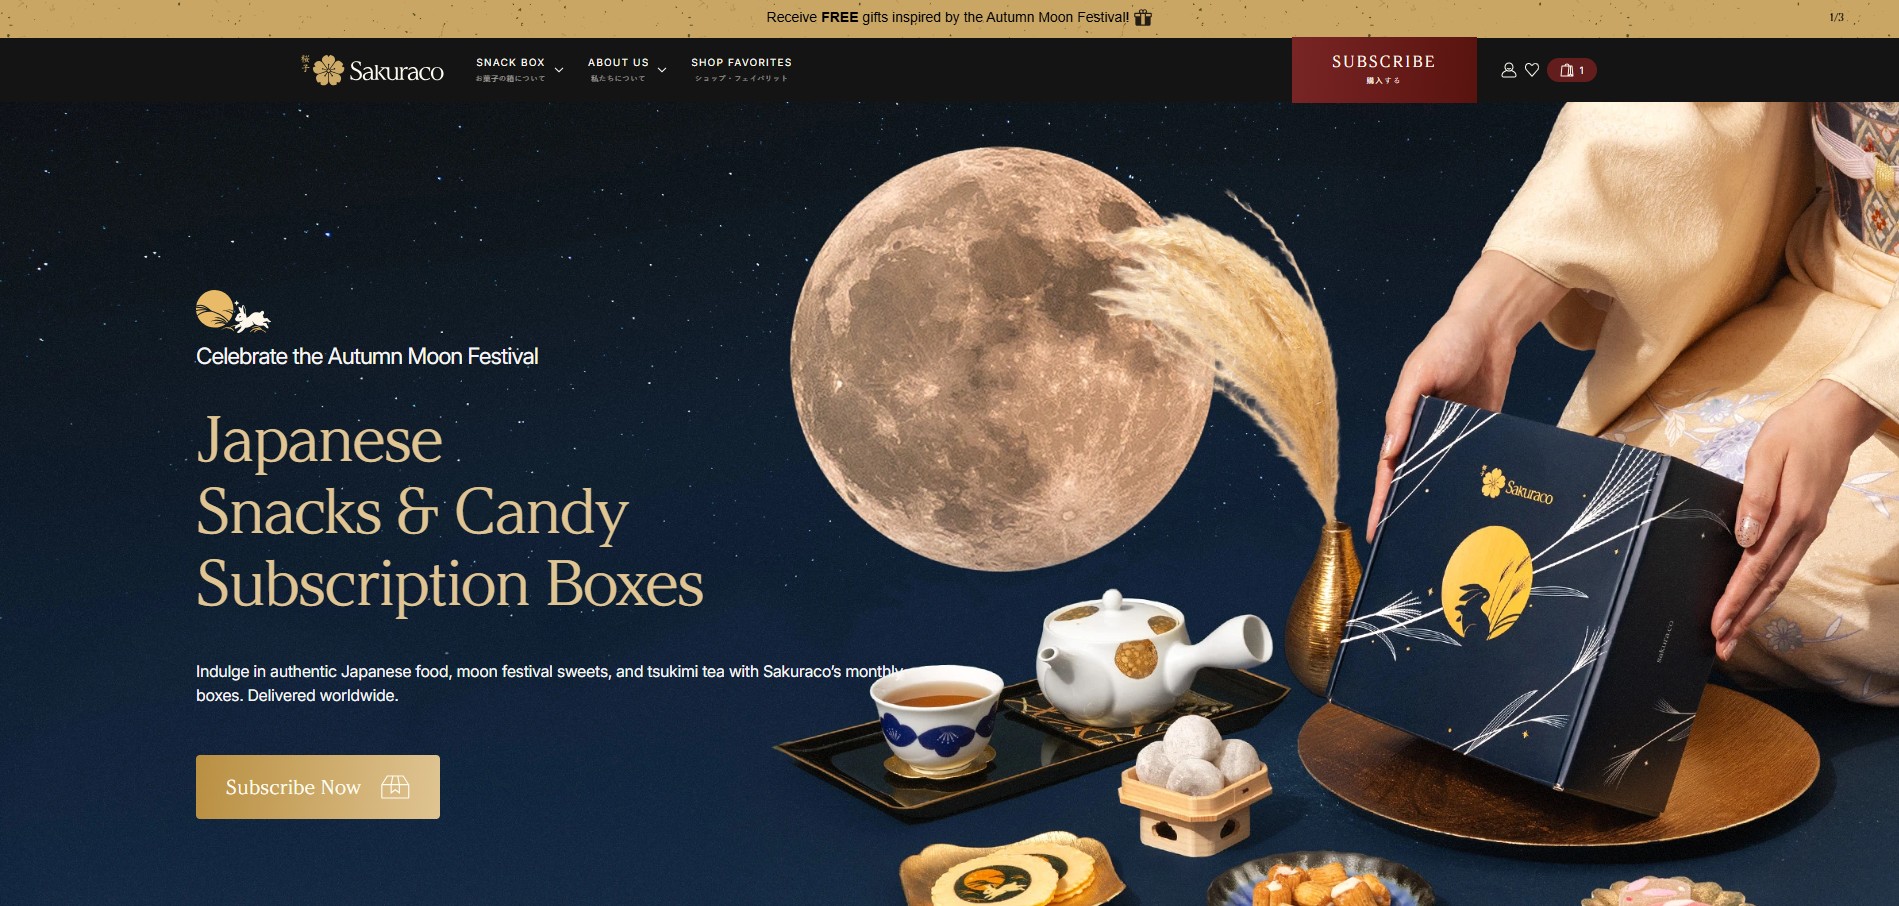 Receive FREE gifts inspired by the Autumn Moon Festival!
1/3
桜子
Sakuraco
SNACK BOX
お菓子の箱について
ABOUT US
私たちについて
SHOP FAVORITES
ショップ・フェイバリット
SUBSCRIBE
購入する
1
Celebrate the Autumn Moon Festival
Japanese
Snacks & Candy
Subscription Boxes
Indulge in authentic Japanese food, moon festival sweets, and tsukimi tea with Sakuraco's monthly
boxes. Delivered worldwide.
Subscribe Now
Sakuraco
sakura.co